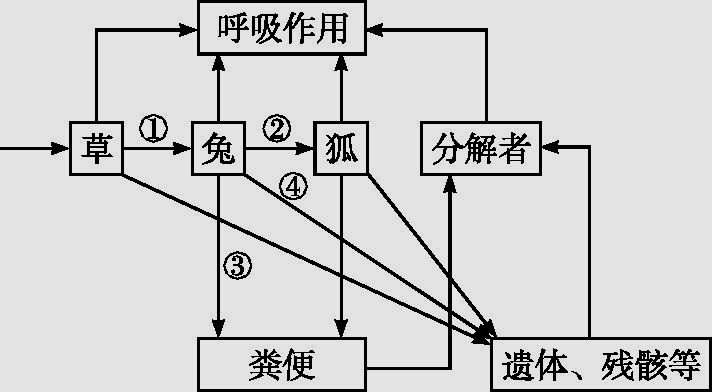 呼吸作用
草
①
兔
②
狐
分解者
④
③
粪便
遗体、残骸等